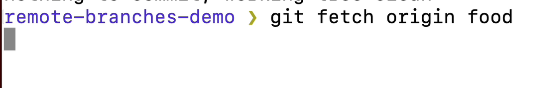 remote-branches-demo ❯ git fetch origin food